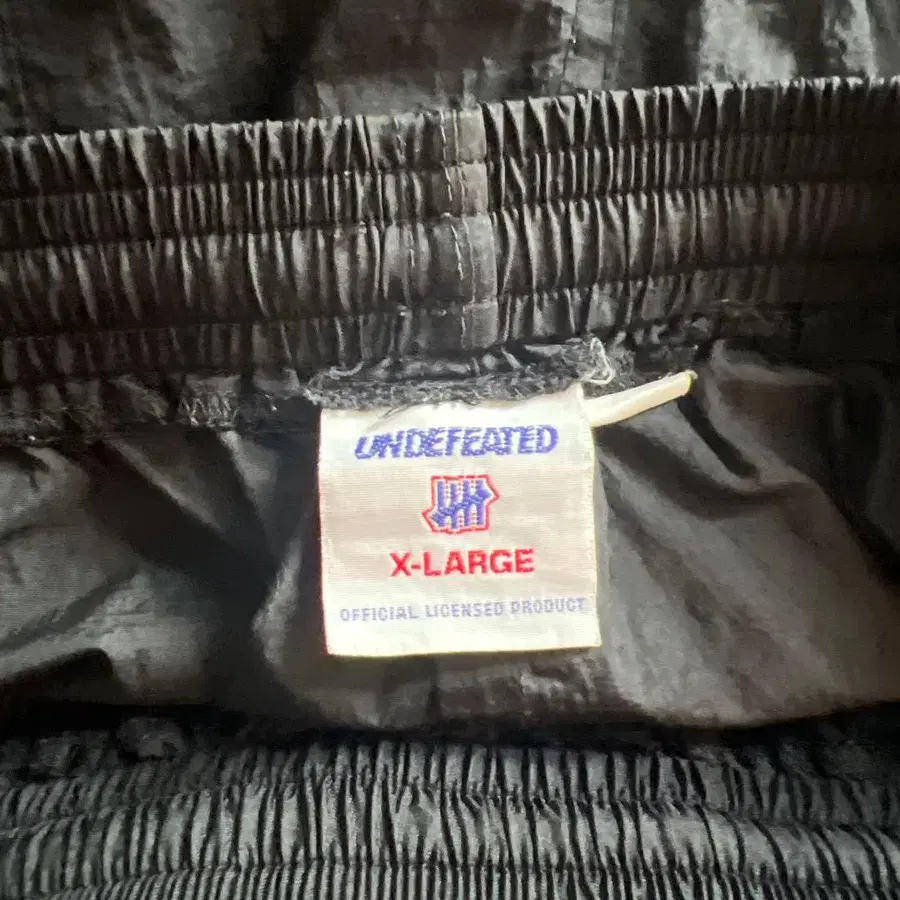 UNDEFEATED
X-LARGE
OFFICIAL LICENSED PRODUCT